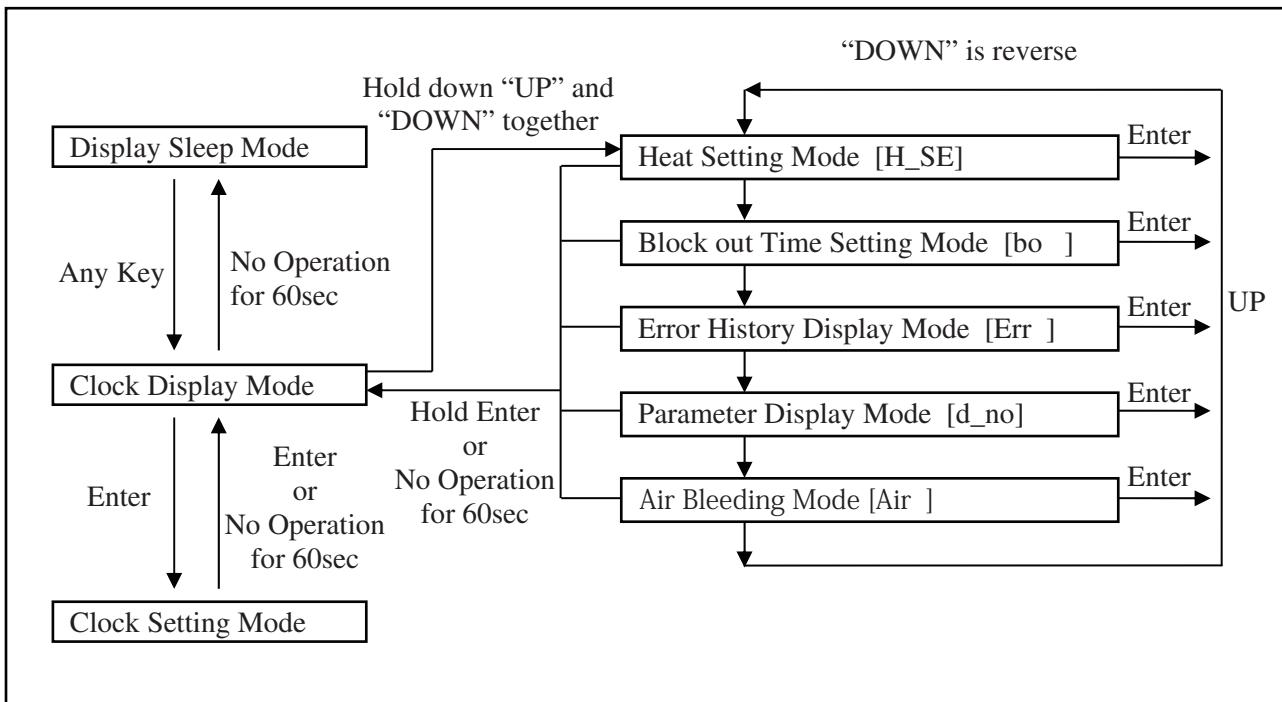 “DOWN” is reverse
Hold down “UP” and
“DOWN” together
Display Sleep Mode
Any Key
No Operation
for 60sec
Clock Display Mode
Enter
Enter
or
No Operation
for 60sec
Clock Setting Mode
Hold Enter
or
No Operation
for 60sec
Heat Setting Mode [H_SE]
Enter
Block out Time Setting Mode [bo ]
Enter
Error History Display Mode [Err ]
Enter
Parameter Display Mode [d_no]
Enter
Air Bleeding Mode [Air ]
Enter
UP